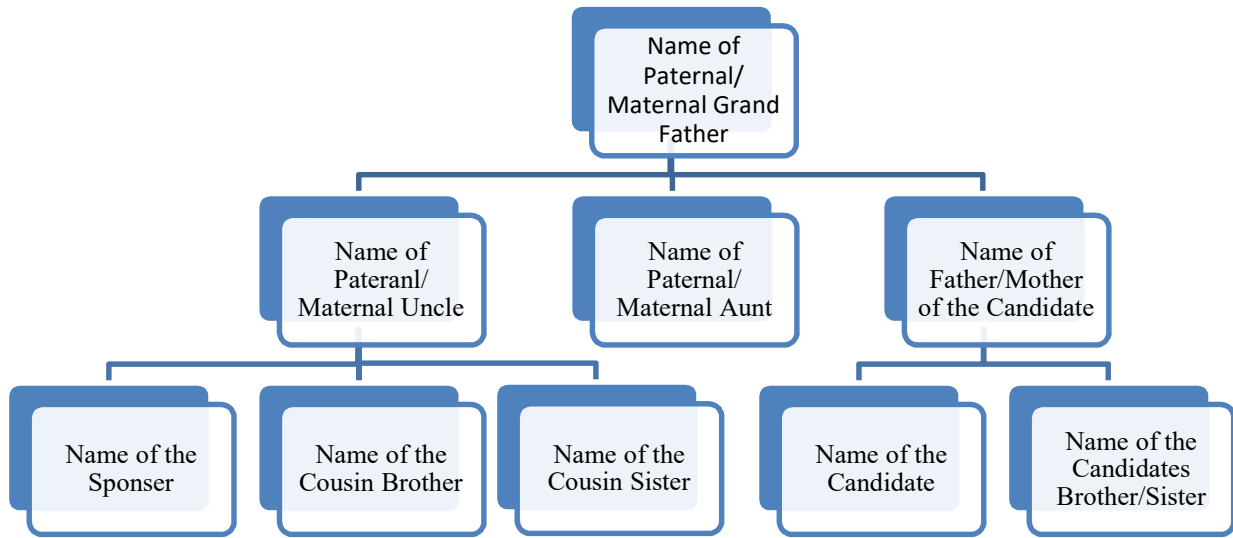 Name of
Paternal/
Maternal Grand
Father
Name of
Pateranl/
Maternal Uncle
Name of
Paternal/
Maternal Aunt
Name of
Father/Mother
of the Candidate
Name of the
Sponser
Name of the
Cousin Brother
Name of the
Cousin Sister
Name of the
Candidate
Name of the
Candidates
Brother/Sister